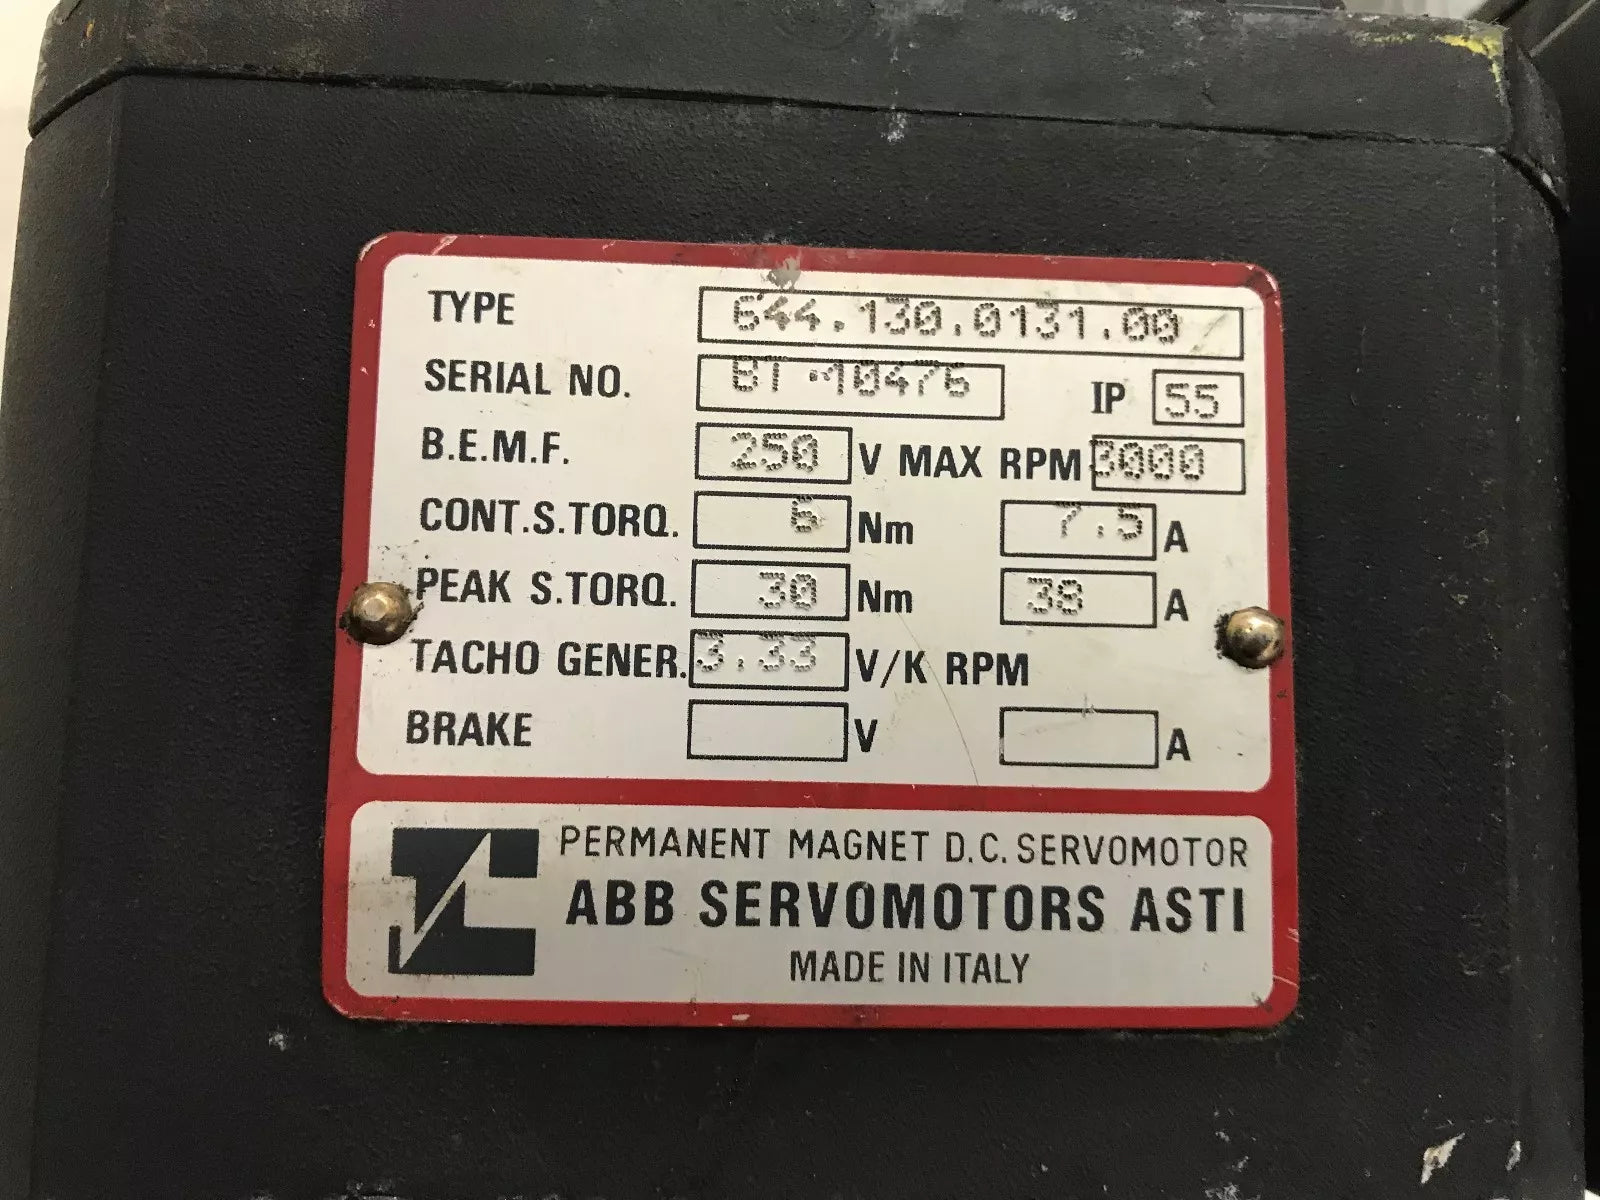 TYPE 644.130.0131.00
SERIAL NO. BT 10476 IP 55
B.E.M.F. 250 V MAX RPM 3000
CONT.S.TORQ. 6 Nm 7.5 A
PEAK S.TORQ. 30 Nm 38 A
TACHO GENER. 3.33 V/K RPM
BRAKE V A
PERMANENT MAGNET D.C. SERVOMOTOR
ABB SERVOMOTORS ASTI
MADE IN ITALY